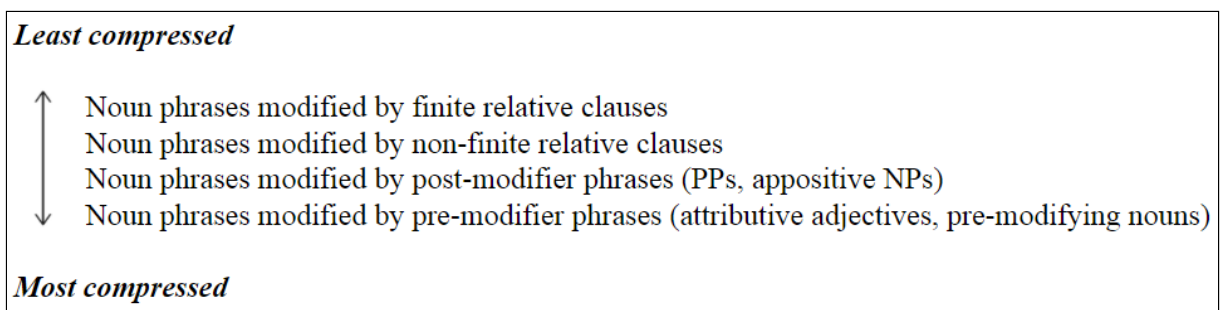 Least compressed
Noun phrases modified by finite relative clauses
Noun phrases modified by non-finite relative clauses
Noun phrases modified by post-modifier phrases (PPs, appositive NPs)
Noun phrases modified by pre-modifier phrases (attributive adjectives, pre-modifying nouns)
Most compressed